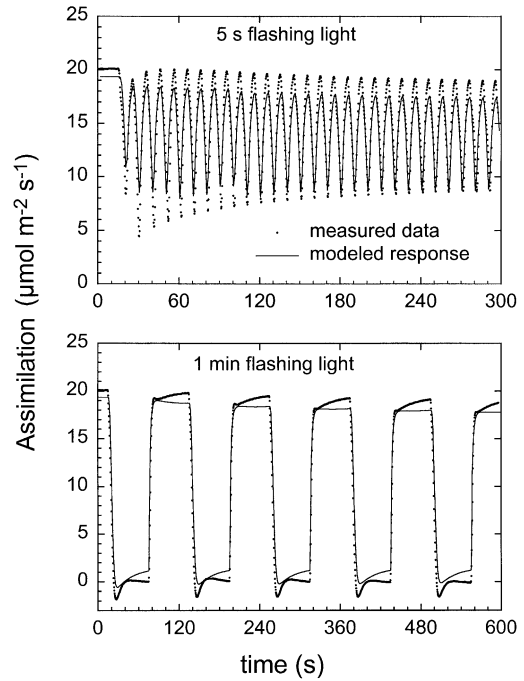 5 s flashing light
25
20
15
10
5
0
measured data
modeled response
0 60 120 180 240 300
Assimilation (μmol m-2 s-1)
1 min flashing light
25
20
15
10
5
0
0 120 240 360 480 600
time (s)